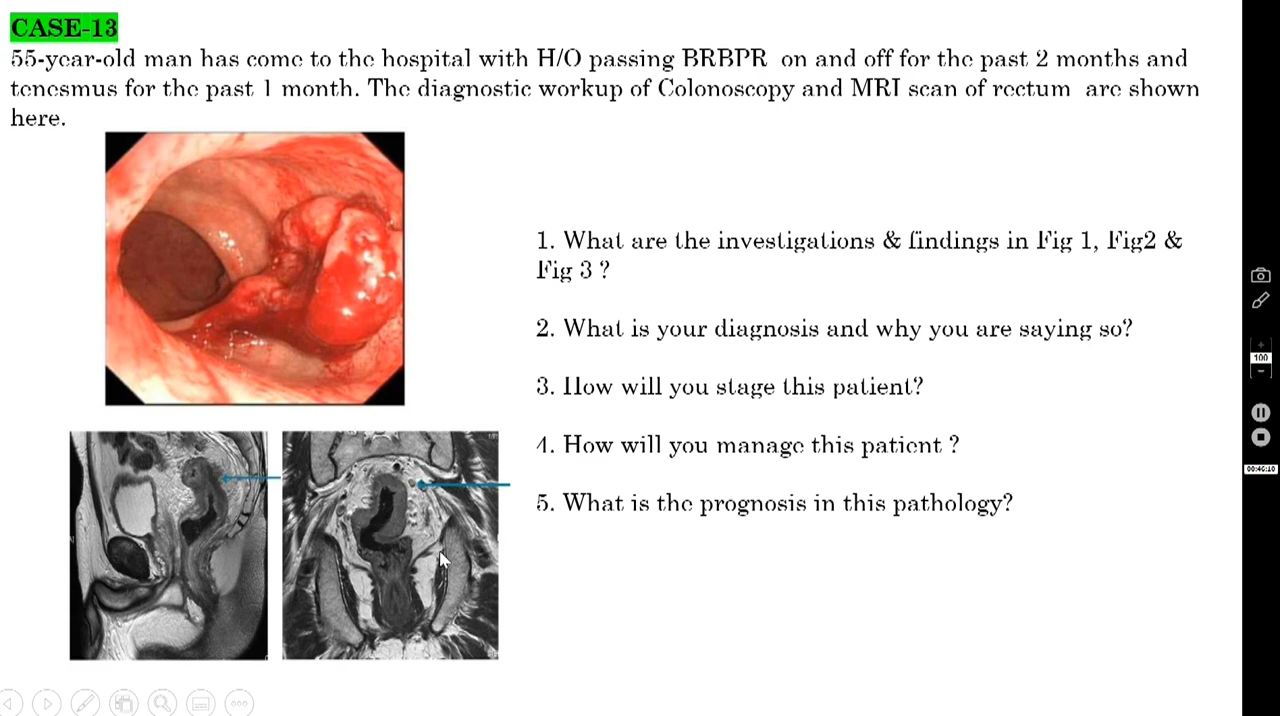 CASE-13
55-year-old man has come to the hospital with H/O passing BRBPR on and off for the past 2 months and
tenesmus for the past 1 month. The diagnostic workup of Colonoscopy and MRI scan of rectum are shown
here.
1. What are the investigations & findings in Fig 1, Fig2 &
Fig 3 ?
2. What is your diagnosis and why you are saying so?
3. How will you stage this patient?
4. How will you manage this patient ?
5. What is the prognosis in this pathology?
100
00:46:10